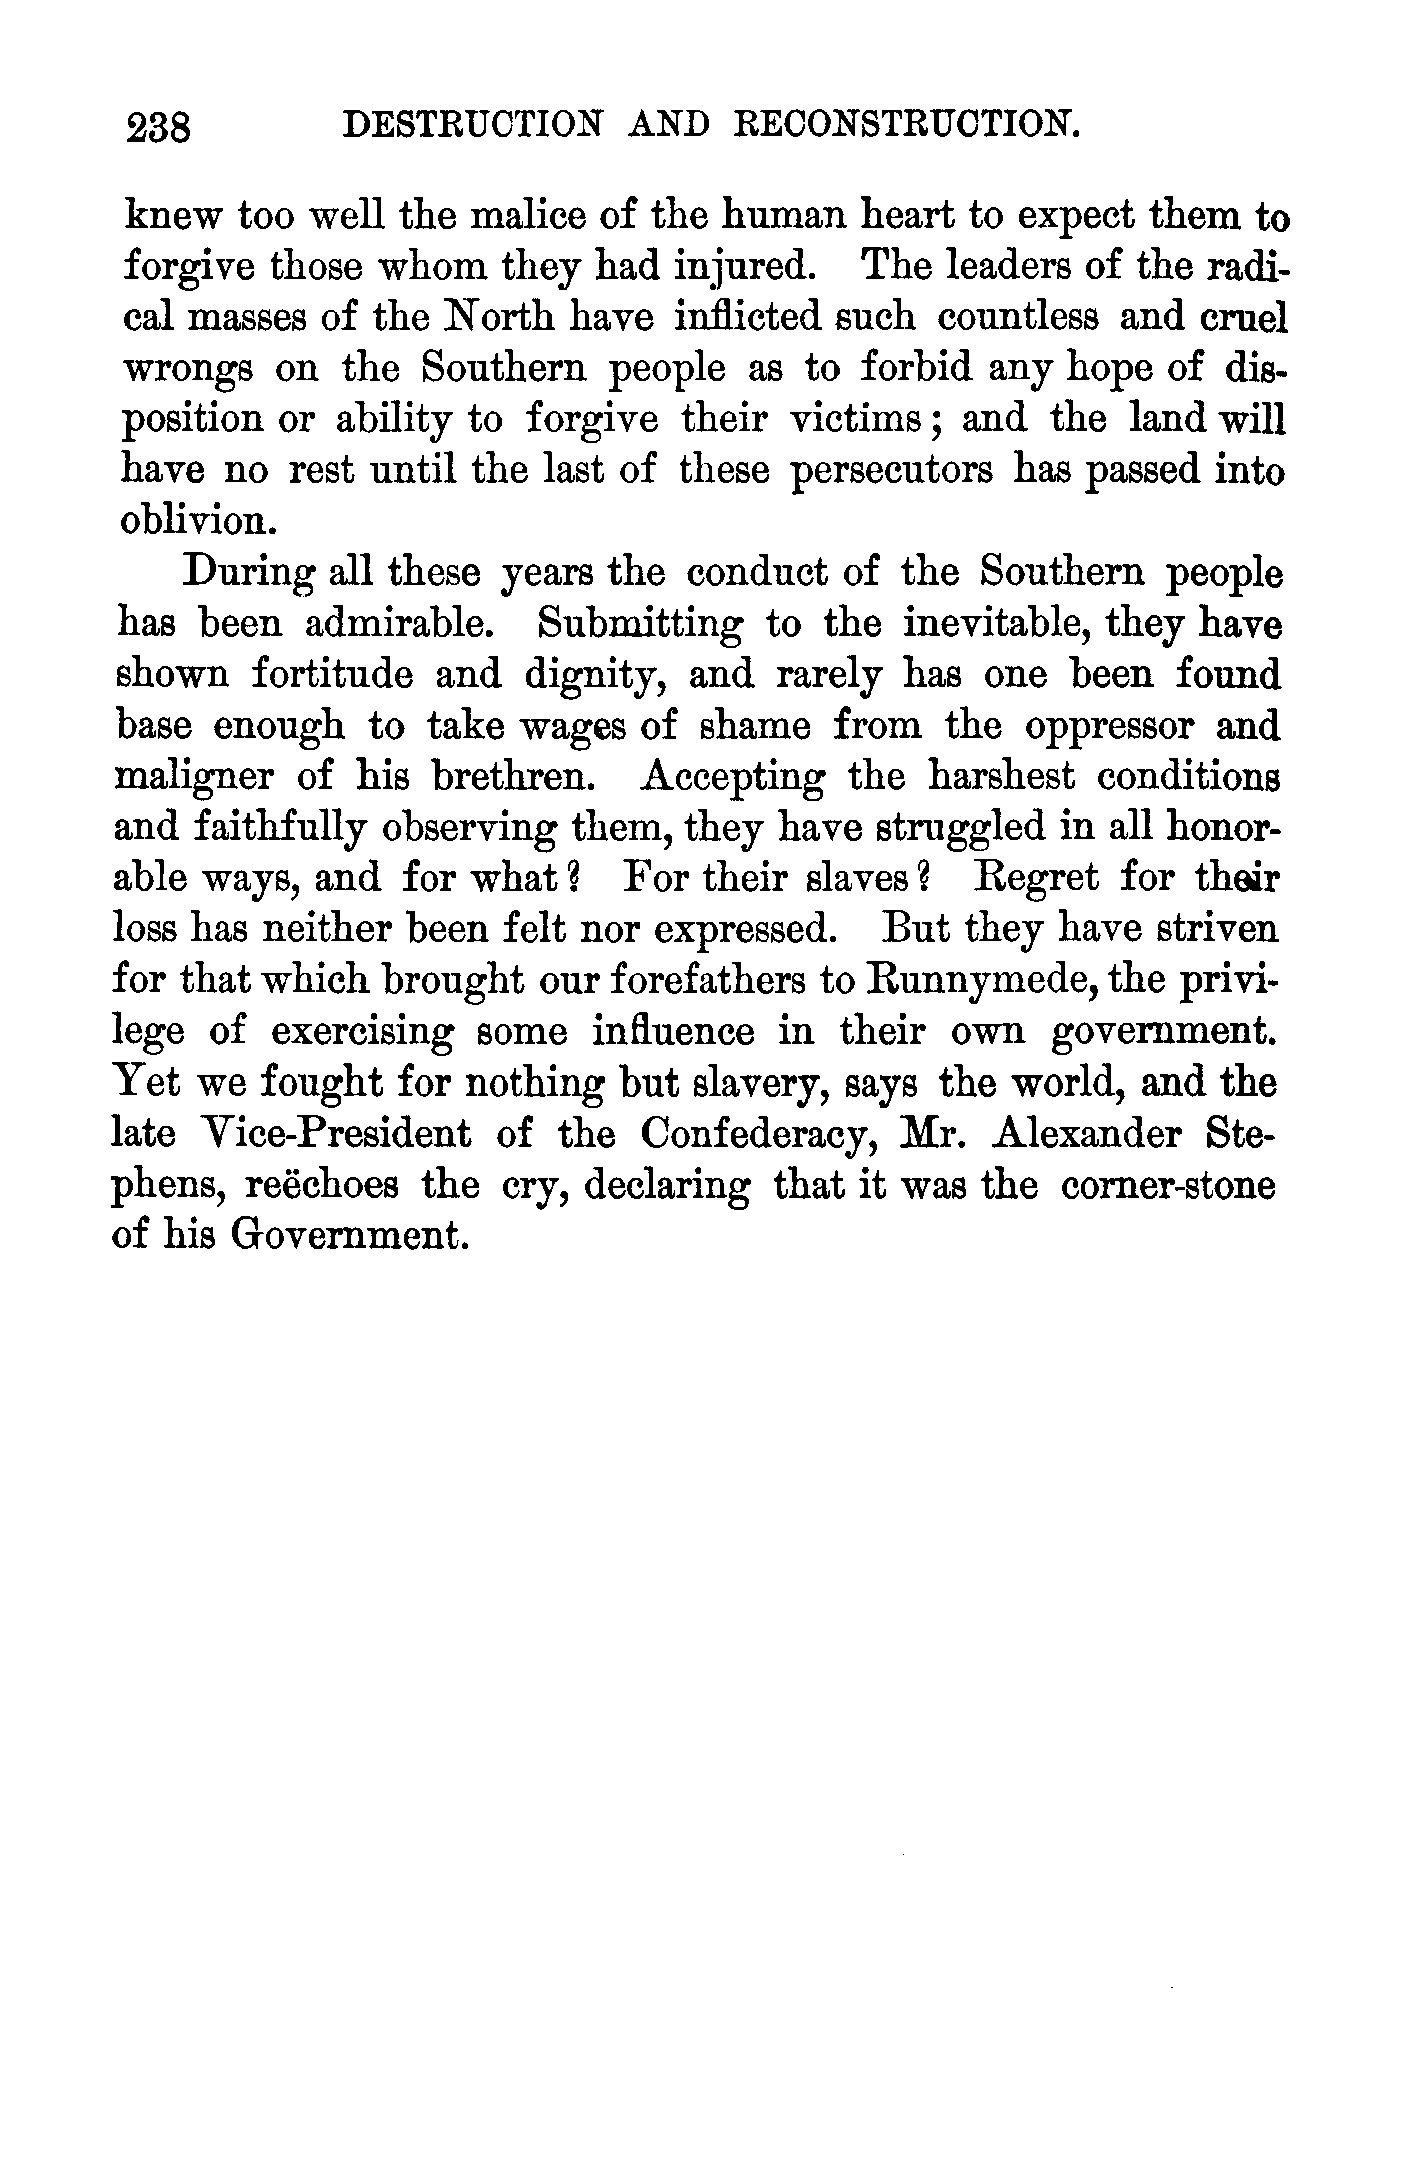 238 DESTRUCTION AND RECONSTRUCTION.
knew too well the malice of the human heart to expect them to
forgive those whom they had injured. The leaders of the radi-
cal masses of the North have inflicted such countless and cruel
wrongs on the Southern people as to forbid any hope of dis-
position or ability to forgive their victims; and the land will
have no rest until the last of these persecutors has passed into
oblivion.
During all these years the conduct of the Southern people
has been admirable. Submitting to the inevitable, they have
shown fortitude and dignity, and rarely has one been found
base enough to take wages of shame from the oppressor and
maligner of his brethren. Accepting the harshest conditions
and faithfully observing them, they have struggled in all honor-
able ways, and for what? For their slaves? Regret for their
loss has neither been felt nor expressed. But they have striven
for that which brought our forefathers to Runnymede, the privi-
lege of exercising some influence in their own government.
Yet we fought for nothing but slavery, says the world, and the
late Vice-President of the Confederacy, Mr. Alexander Ste-
phens, reëchoes the cry, declaring that it was the corner-stone
of his Government.